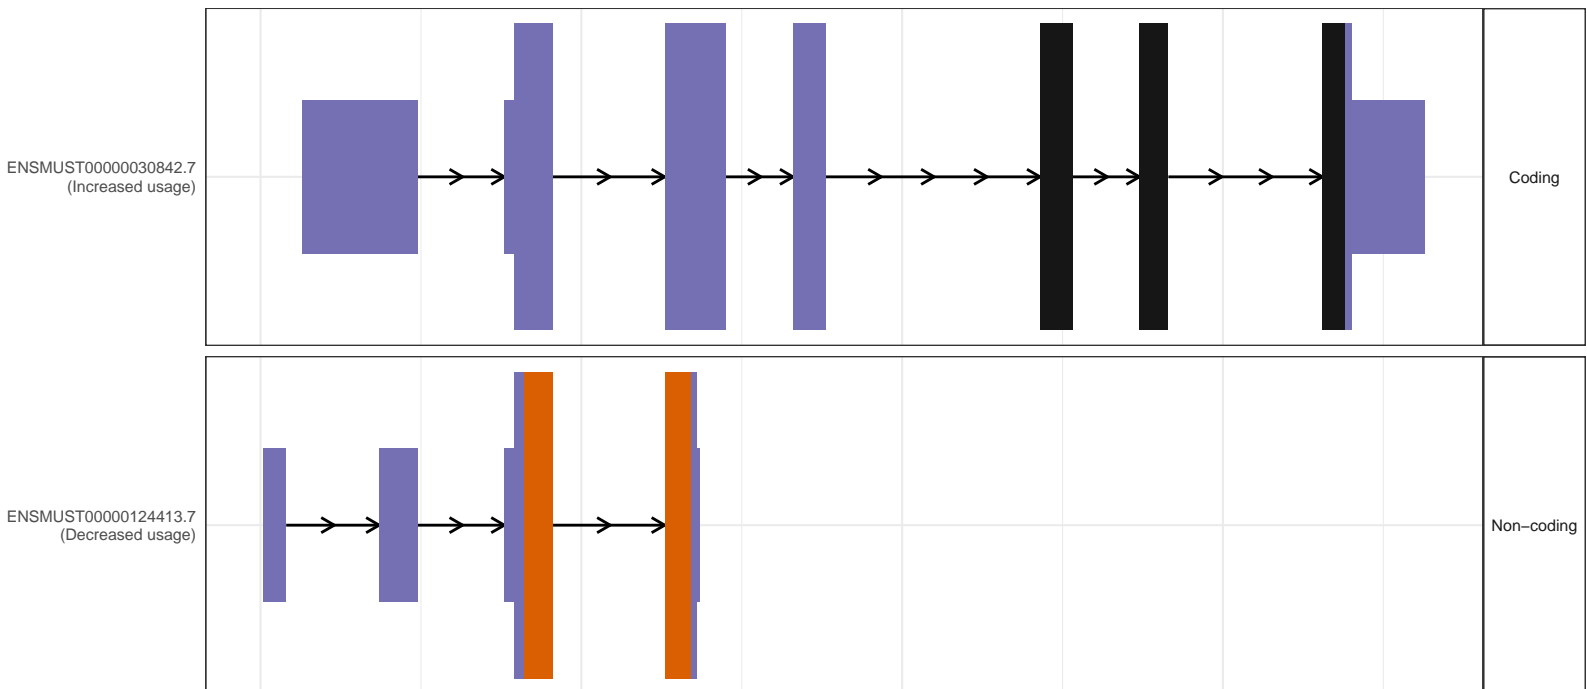 ENSMUST00000030842.7
(Increased usage)
Coding
ENSMUST00000124413.7
(Decreased usage)
Non−coding